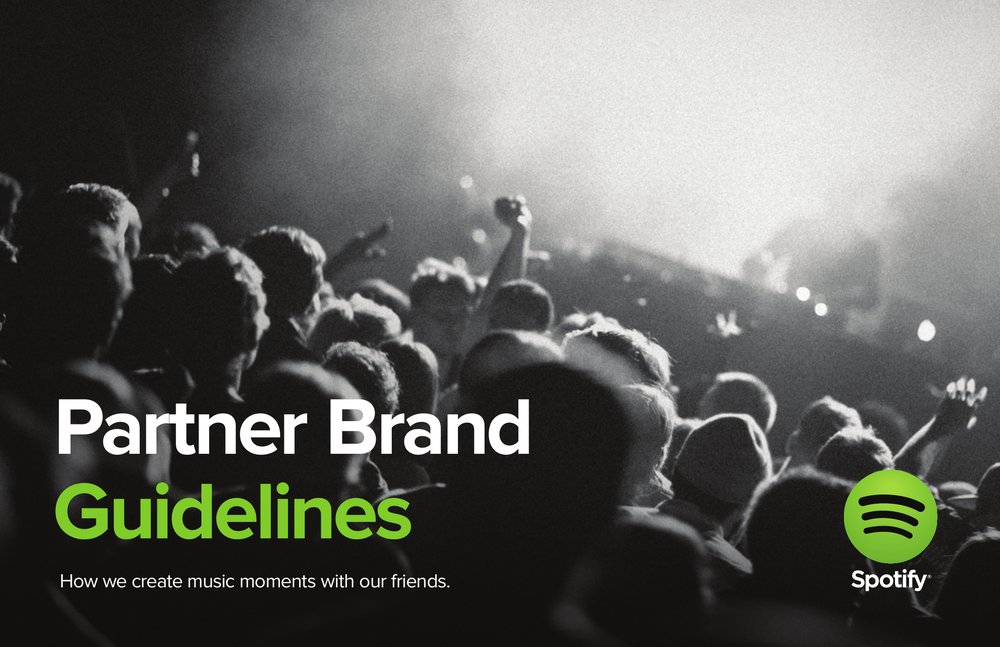 Partner Brand
Guidelines
How we create music moments with our friends.
Spotify®